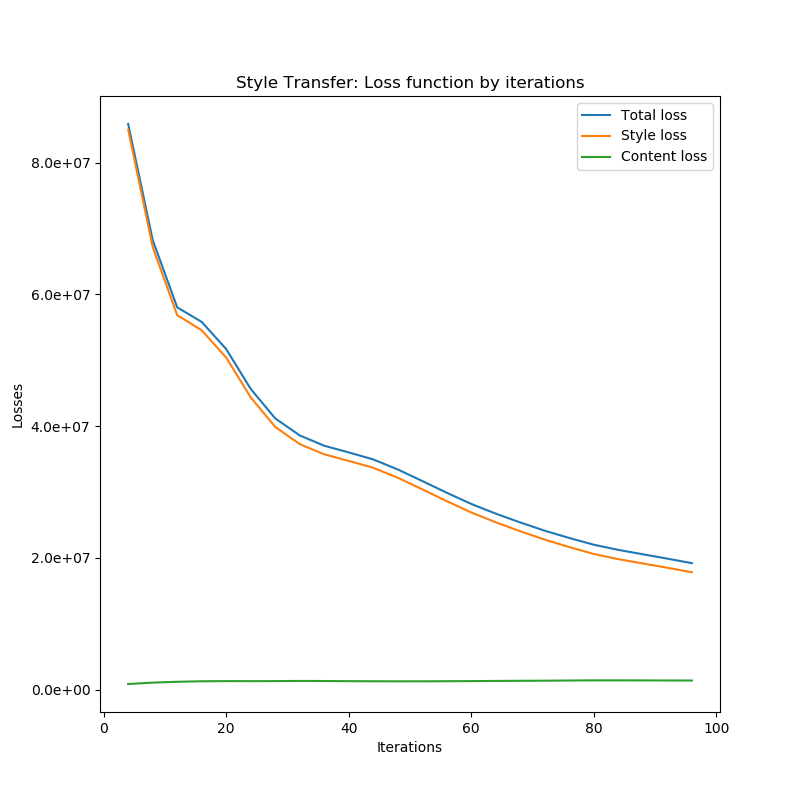 Style Transfer: Loss function by iterations
Total loss
Style loss
Content loss
8.0e+07
6.0e+07
4.0e+07
2.0e+07
0.0e+00
Losses
0 20 40 60 80 100
Iterations